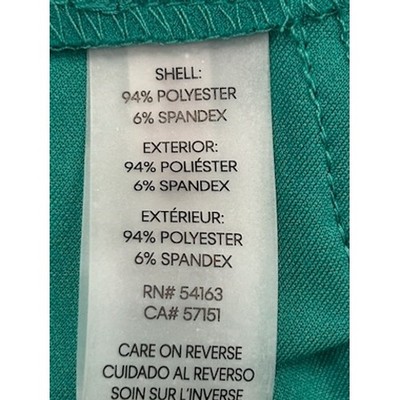 SHELL:
94% POLYESTER
6% SPANDEX
EXTERIOR:
94% POLIÉSTER
6% SPANDEX
EXTÉRIEUR:
94% POLYESTER
6% SPANDEX
RN# 54163
CA# 57151
CARE ON REVERSE
CUIDADO AL REVERSO
SOIN SUR L'INVERSE